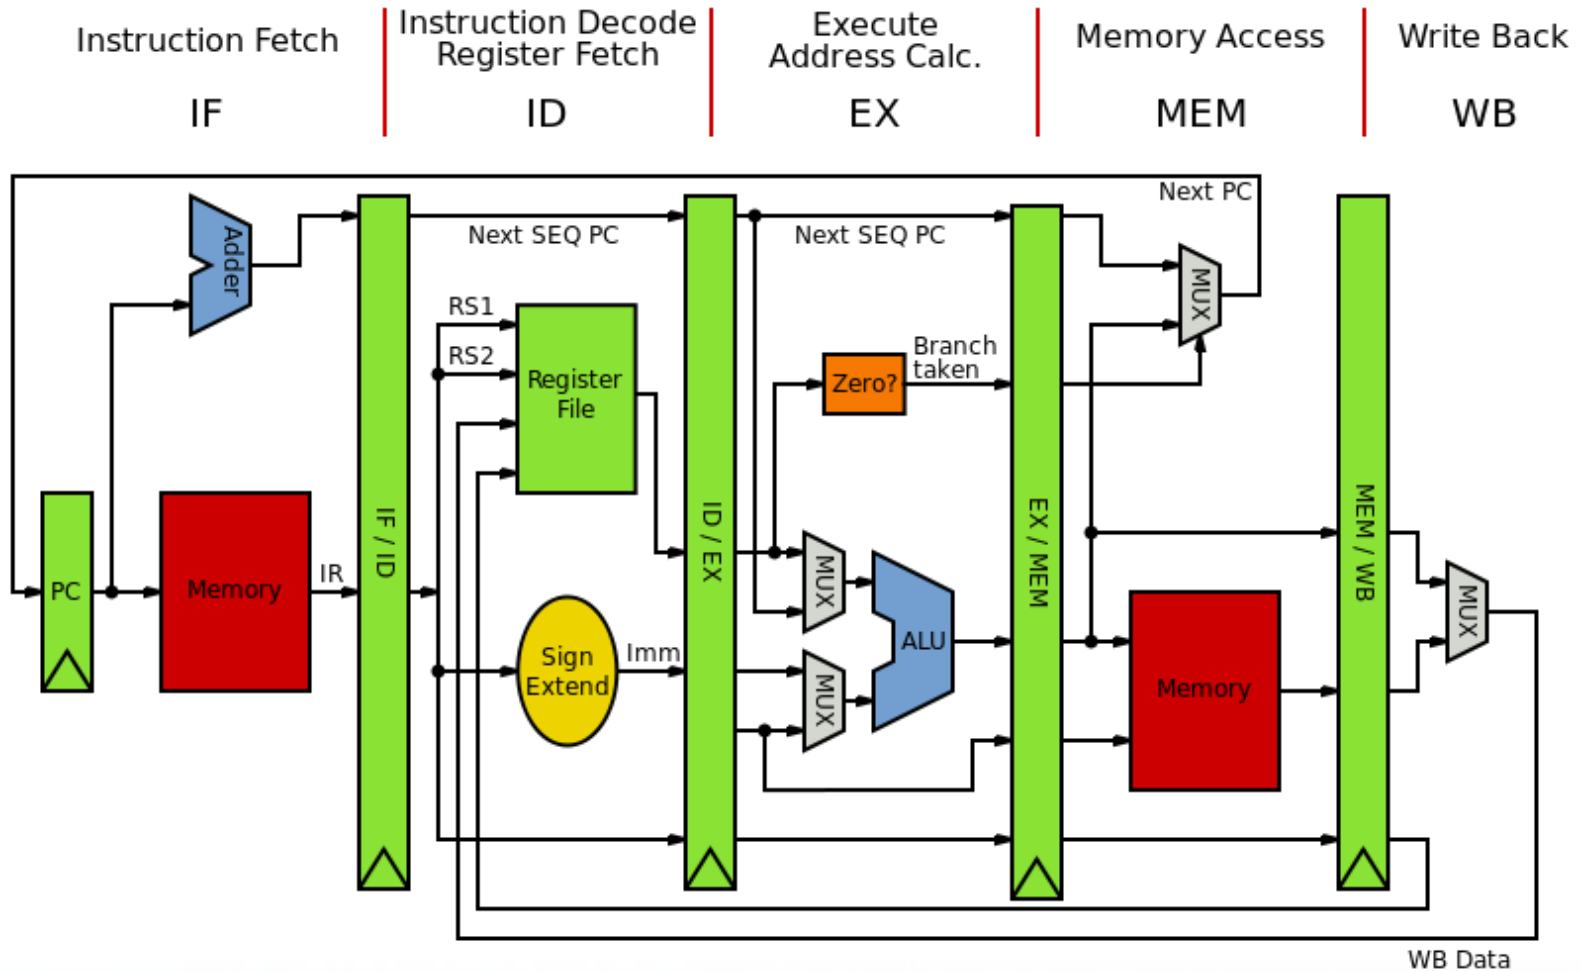 Instruction Fetch
IF
Instruction Decode
Register Fetch
ID
Execute
Address Calc.
EX
Memory Access
MEM
Write Back
WB
Next PC
Adder
Next SEQ PC
Next SEQ PC
MUX
RS1
RS2
Register
File
Branch
taken
Zero?
PC
Memory
IR
IF / ID
Sign
Extend
Imm
ID / EX
MUX
MUX
ALU
EX / MEM
Memory
MEM / WB
MUX
WB Data